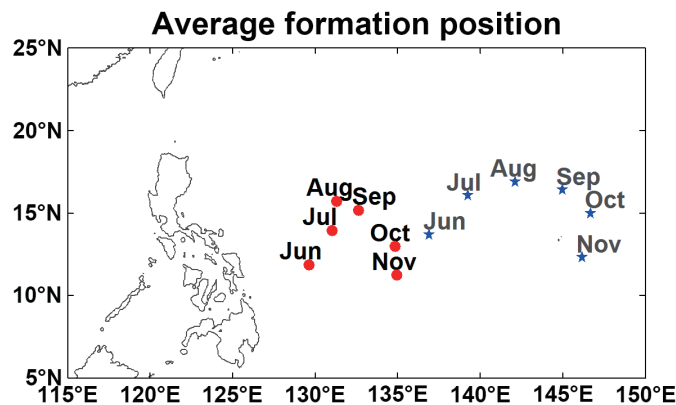 Average formation position
25°N
20°N
15°N
10°N
5°N
Aug
Sep
Jul
Jun
Oct
Nov
Jun
Jul
Aug
Sep
Oct
Nov
115°E 120°E 125°E 130°E 135°E 140°E 145°E 150°E